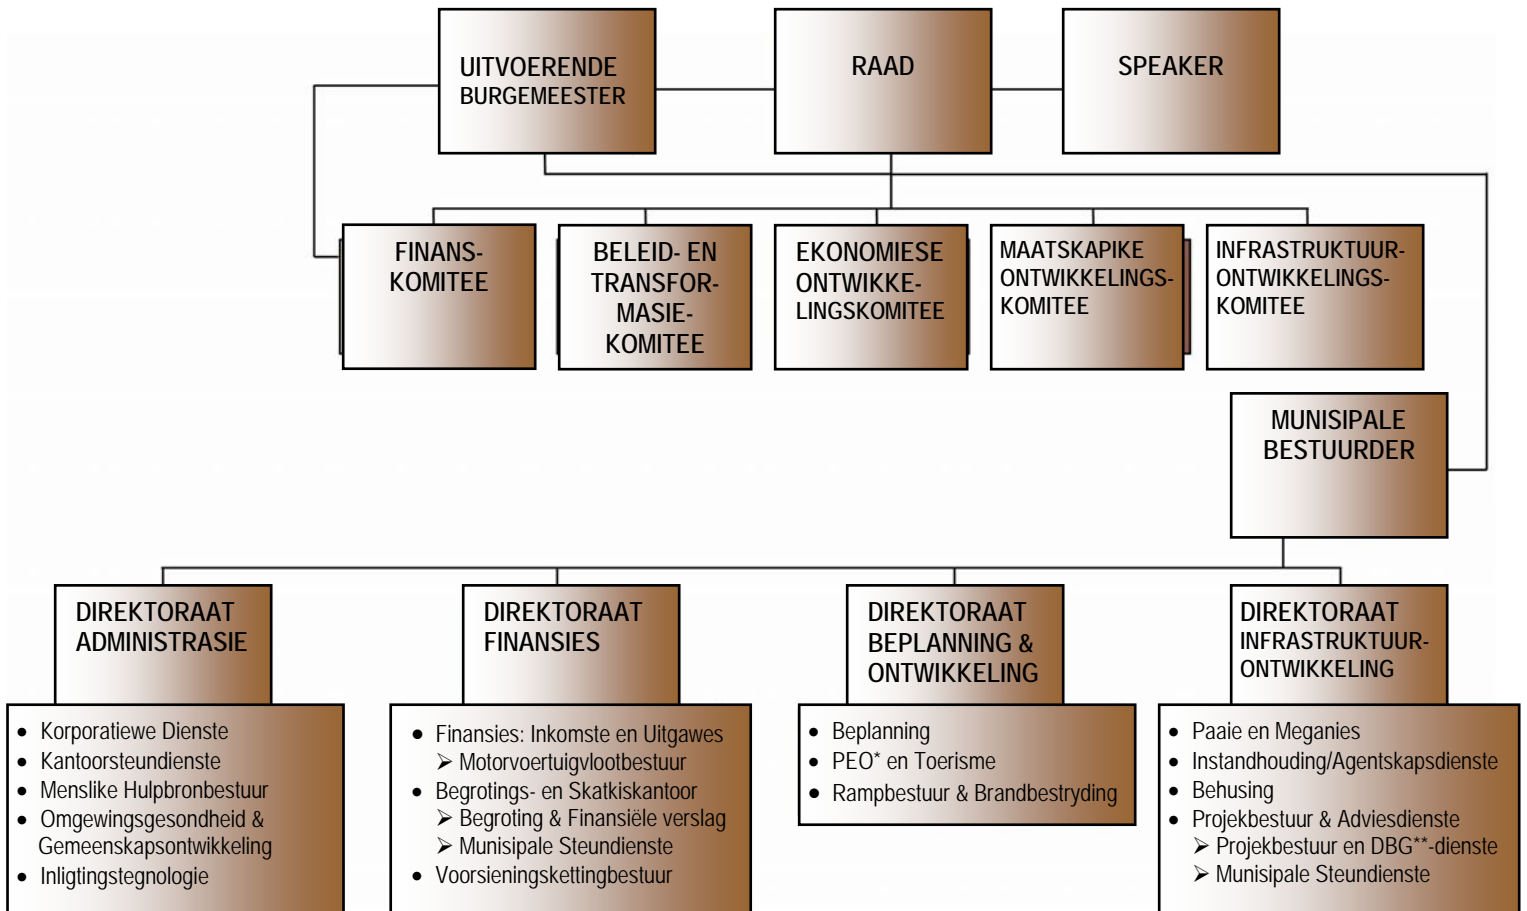 UITVOERENDE
BURGEMEESTER
RAAD
SPEAKER
FINANS-
KOMITEE
BELEID- EN
TRANSFOR-
MASIE-
KOMITEE
EKONOMIESE
ONTWIKKE-
LINGSKOMITEE
MAATSKAPIKE
ONTWIKKELINGS-
KOMITEE
INFRASTRUKTUUR-
ONTWIKKELINGS-
KOMITEE
MUNISIPALE
BESTUURDER
DIREKTORAAT
ADMINISTRASIE
• Korporatiewe Dienste
• Kantoorsteundienste
• Menslike Hulpbronbestuur
• Omgewingsgesondheid &
Gemeenskapsontwikkeling
• Inligtingstegnologie
DIREKTORAAT
FINANSIES
• Finansies: Inkomste en Uitgawes
➢ Motorvoertuigvlootbestuur
• Begrotings- en Skatkiskantoor
➢ Begroting & Finansiële verslag
➢ Munisipale Steundienste
• Voorsieningskettingbestuur
DIREKTORAAT
BEPLANNING &
ONTWIKKELING
• Beplanning
• PEO* en Toerisme
• Rampbestuur & Brandbestryding
DIREKTORAAT
INFRASTRUKTUUR-
ONTWIKKELING
• Paaie en Meganies
• Instandhouding/Agentskapsdienste
• Behusing
• Projekbestuur & Adviesdienste
➢ Projekbestuur en DBG**-dienste
➢ Munisipale Steundienste